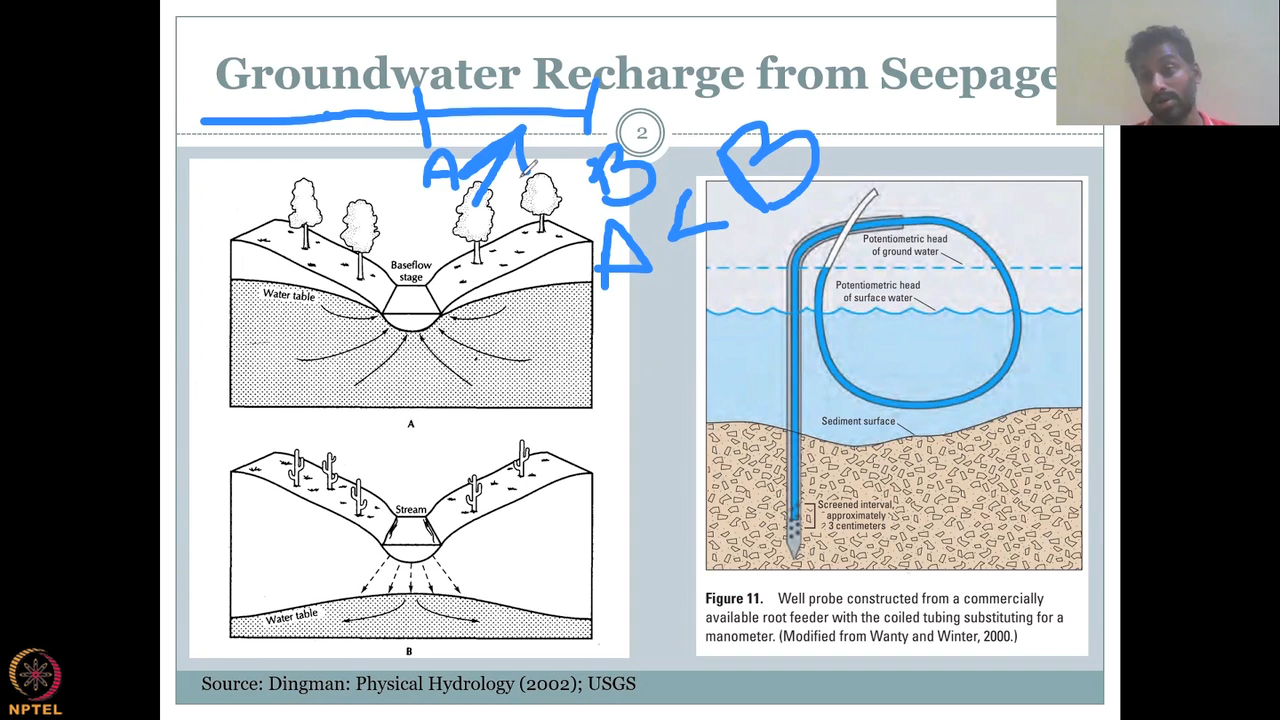 Groundwater Recharge from Seepage
2
A
B
A < B
Baseflow
stage
Water table
A
Stream
Water table
B
Potentiometric head
of ground water
Potentiometric head
of surface water
Sediment surface
Screened interval,
approximately
3 centimeters
Figure 11. Well probe constructed from a commercially
available root feeder with the coiled tubing substituting for a
manometer. (Modified from Wanty and Winter, 2000.)
Source: Dingman: Physical Hydrology (2002); USGS
NPTEL